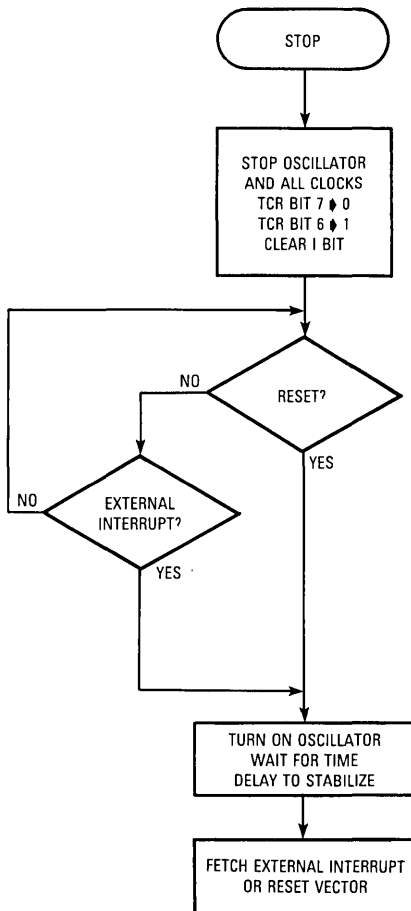 STOP
STOP OSCILLATOR
AND ALL CLOCKS
TCR BIT 7 ➧ 0
TCR BIT 6 ➧ 1
CLEAR I BIT
RESET?
NO
YES
EXTERNAL
INTERRUPT?
NO
YES
TURN ON OSCILLATOR
WAIT FOR TIME
DELAY TO STABILIZE
FETCH EXTERNAL INTERRUPT
OR RESET VECTOR